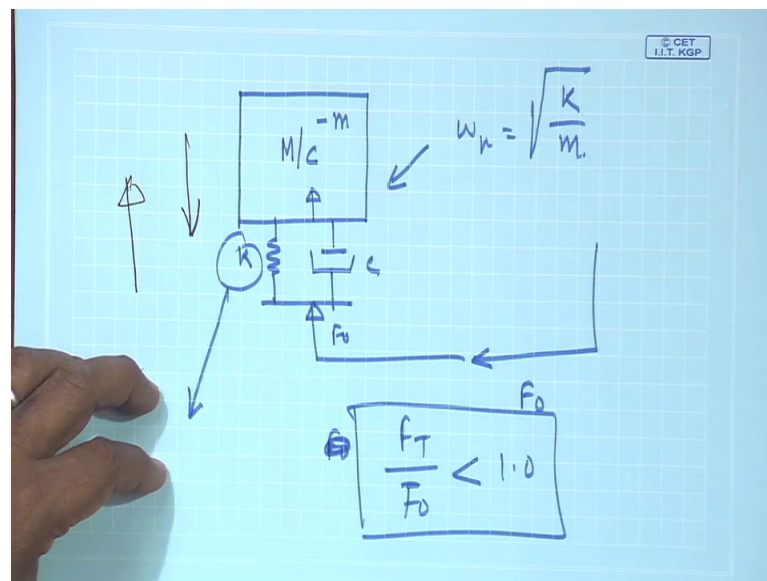 © CET
I.I.T. KGP
M/C - m
ωn = √(K/m)
K
C
F0
F0
FT/F0 < 1.0